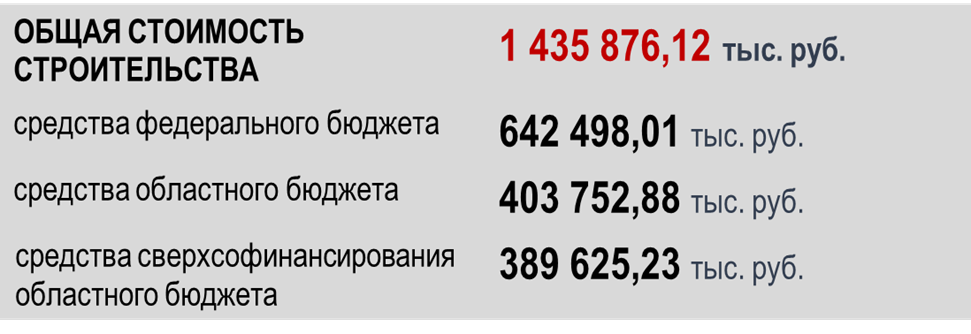 ОБЩАЯ СТОИМОСТЬ
СТРОИТЕЛЬСТВА
1 435 876,12 тыс. руб.
средства федерального бюджета
642 498,01 тыс. руб.
средства областного бюджета
403 752,88 тыс. руб.
средства сверхсофинансирования
областного бюджета
389 625,23 тыс. руб.